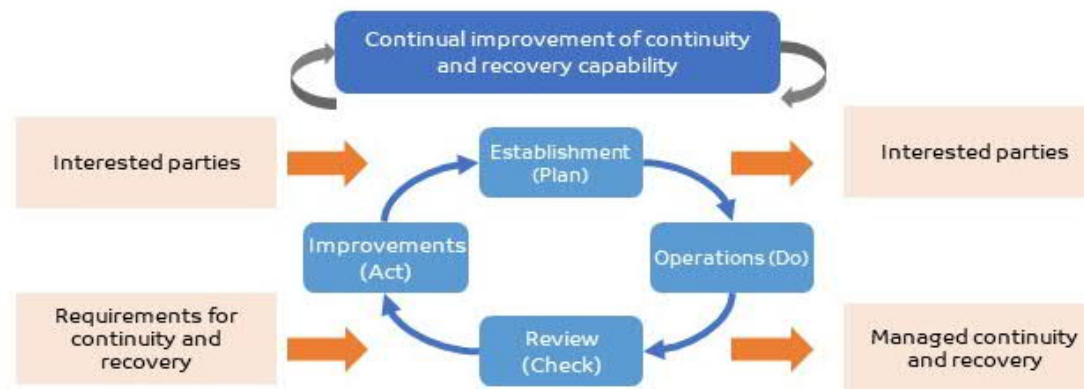 Continual improvement of continuity
and recovery capability
Interested parties
Establishment
(Plan)
Interested parties
Improvements
(Act)
Operations (Do)
Requirements for
continuity and
recovery
Review
(Check)
Managed continuity
and recovery